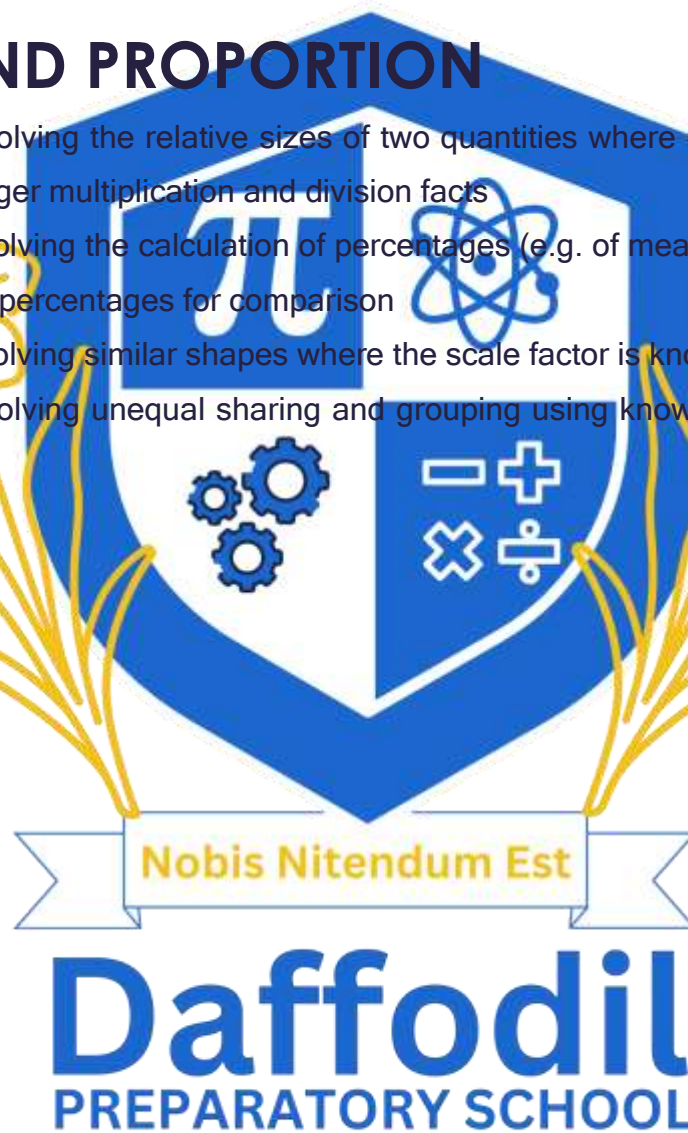 ND PROPORTION
olving the relative sizes of two quantities where
ger multiplication and division facts
olving the calculation of percentages (e.g. of mea
percentages for comparison
olving similar shapes where the scale factor is kno
olving unequal sharing and grouping using know
π
Nobis Nitendum Est
Daffodil
PREPARATORY SCHOOL